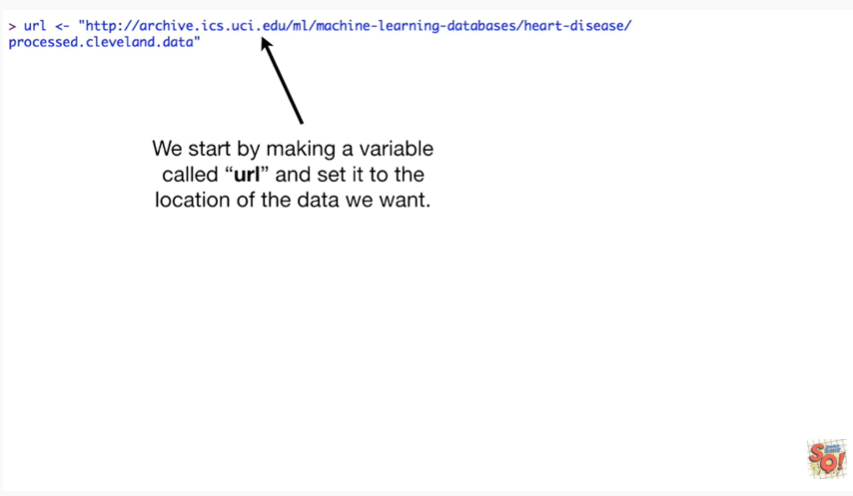 > url <- "http://archive.ics.uci.edu/ml/machine-learning-databases/heart-disease/
processed.cleveland.data"
We start by making a variable
called “url” and set it to the
location of the data we want.
SQ!